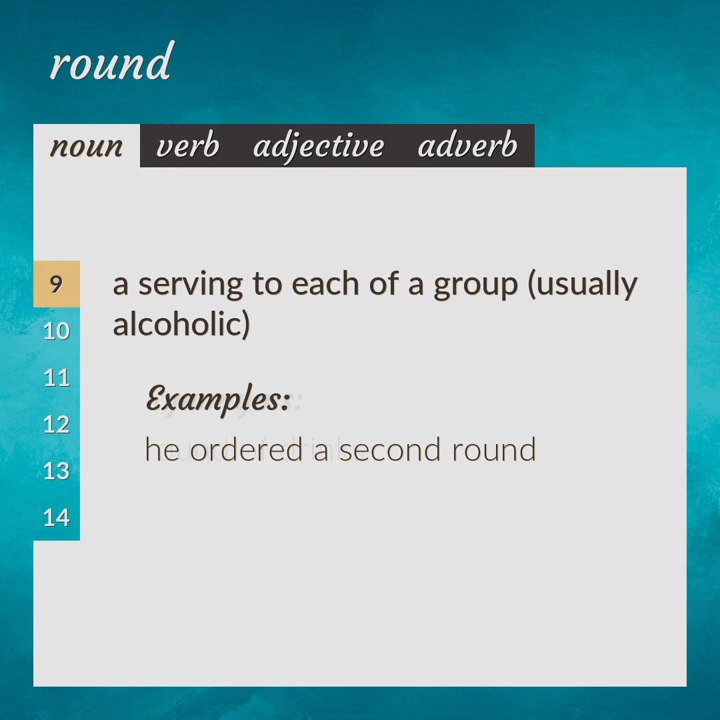 round
noun verb adjective adverb
9
a serving to each of a group (usually
alcoholic)
10
11
12
13
14
Examples:
he ordered a second round